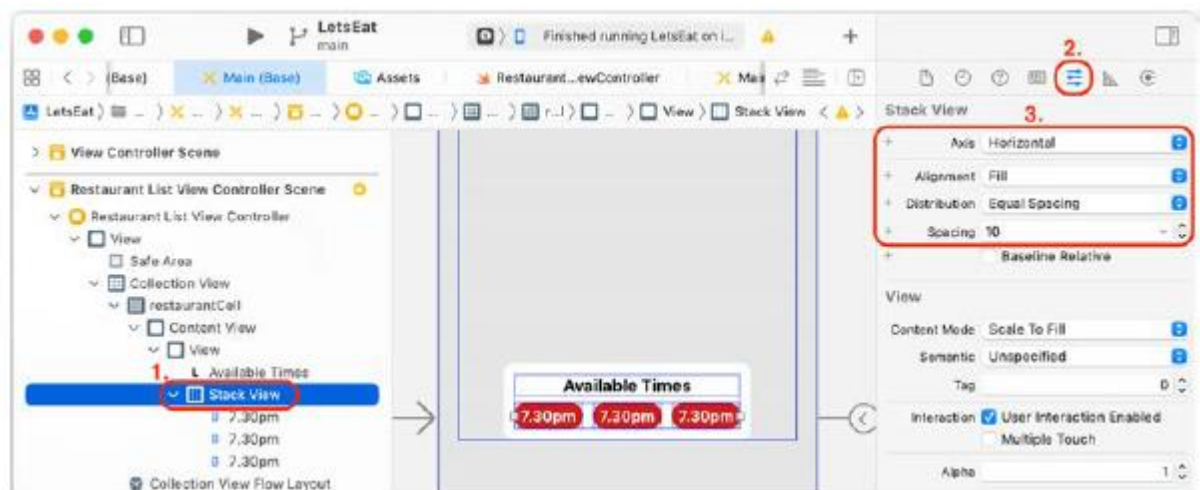 LetsEat
main
Finished running LetsEat on i...
(Base)
Main (Base)
Assets
Restaurant...ewController
Mai
LetsEat
r...l
View
Stack View
View Controller Scene
Restaurant List View Controller Scene
Restaurant List View Controller
View
Safe Area
Collection View
restaurantCell
Content View
View
L Available Times
1.
Stack View
7.30pm
7.30pm
7.30pm
Collection View Flow Layout
Available Times
7.30pm 7.30pm 7.30pm
2.
Stack View
3.
Axis Horizontal
Alignment Fill
Distribution Equal Spacing
Spacing 10
Baseline Relative
View
Content Mode Scale To Fill
Semantic Unspecified
Tag 0
Interaction User Interaction Enabled
Multiple Touch
Alpha 1